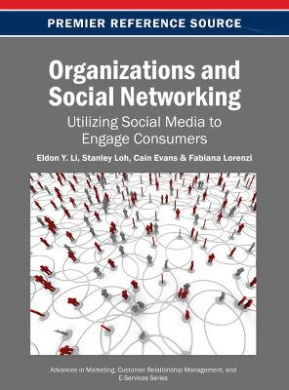 PREMIER REFERENCE SOURCE
Organizations and
Social Networking
Utilizing Social Media to
Engage Consumers
Eldon Y. Li, Stanley Loh, Cain Evans & Fabiana Lorenzi
Advances in Marketing, Customer Relationship Management, and
E-Services Series